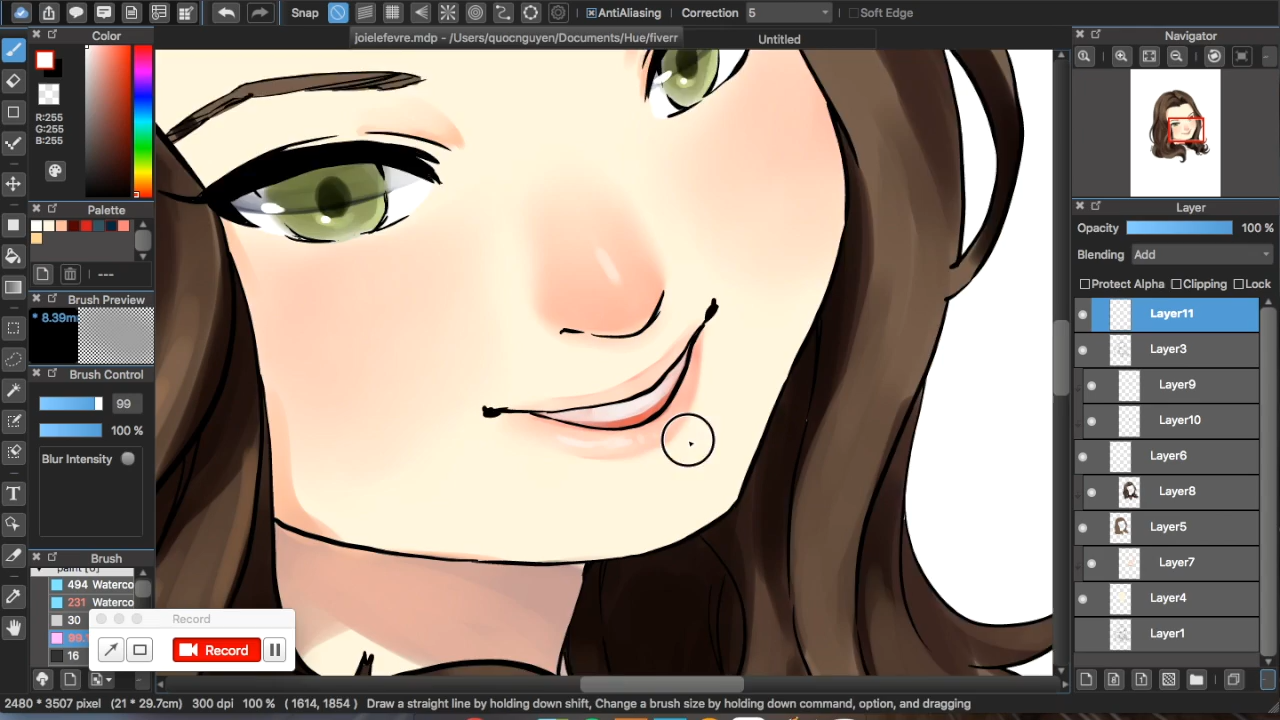 Snap
AntiAliasing
Correction
5
Soft Edge
Color
R:255
G:255
B:255
joielefevre.mdp - /Users/quocnguyen/Documents/Hue/fiverr
Untitled
Palette
---
Brush Preview
* 8.39m
Brush Control
99
100 %
Blur Intensity
Brush
494 Waterco
231 Waterco
30
99.
16
Record
Record
Navigator
Layer
Opacity 100 %
Blending Add
Protect Alpha Clipping Lock
Layer11
Layer3
Layer9
Layer10
Layer6
Layer8
Layer5
Layer7
Layer4
Layer1
2480 * 3507 pixel (21 * 29.7cm) 300 dpi 100 % ( 1614, 1854 ) Draw a straight line by holding down shift, Change a brush size by holding down command, option, and dragging